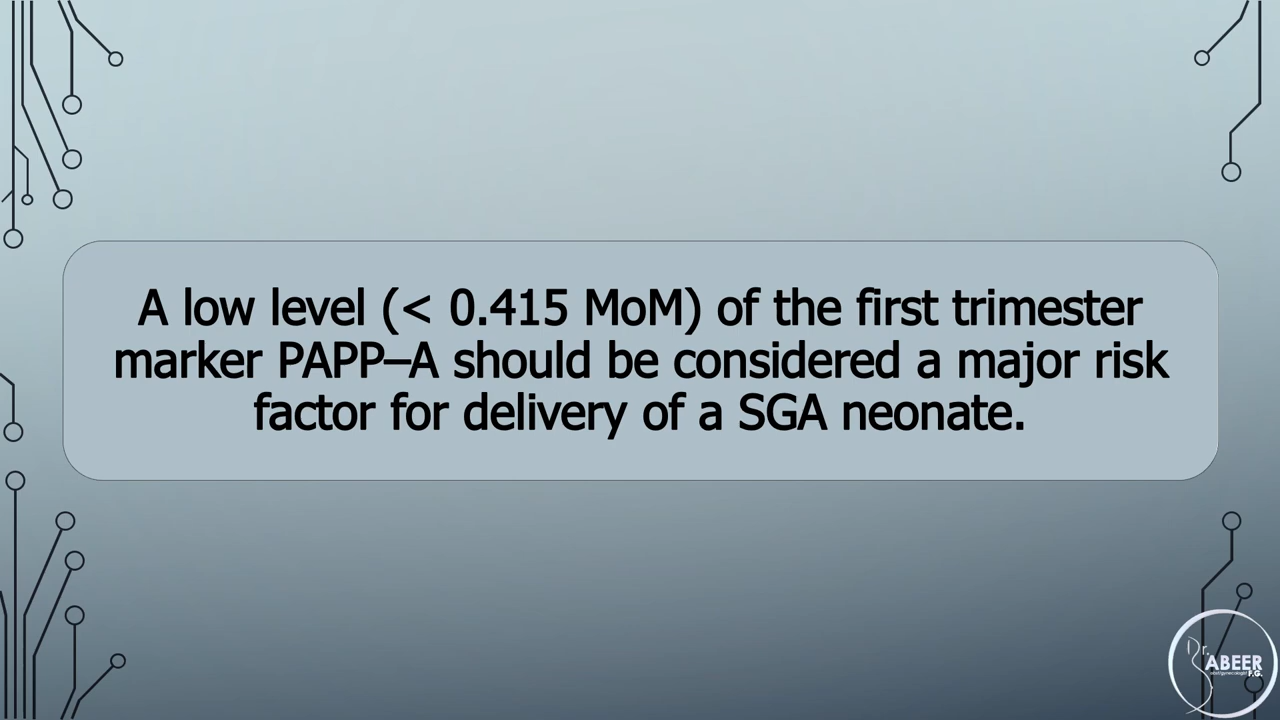 A low level (< 0.415 MoM) of the first trimester
marker PAPP–A should be considered a major risk
factor for delivery of a SGA neonate.
Dr.
ABEER
F.G.